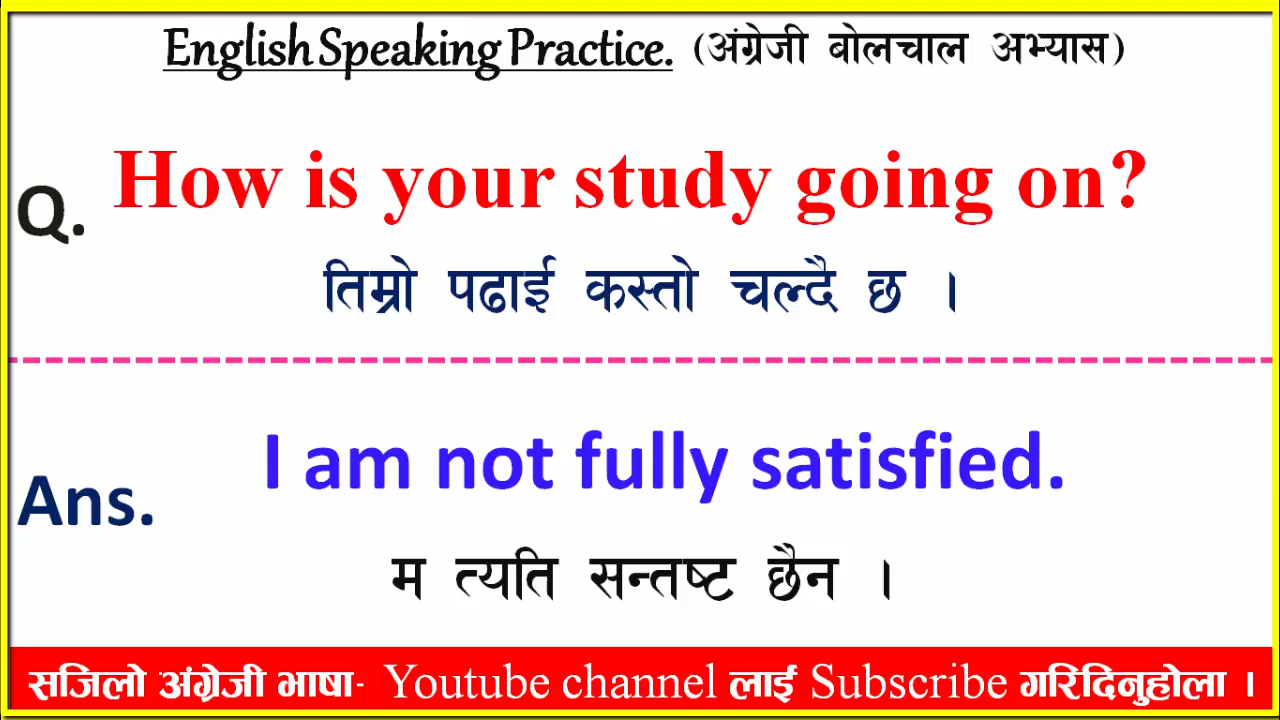 English Speaking Practice. (अंग्रेजी बोलचाल अभ्यास)
Q. How is your study going on?
तिम्रो पढाई कस्तो चल्दै छ ।
Ans. I am not fully satisfied.
म त्यति सन्तष्ट छैन ।
सजिलो अंग्रेजी भाषा- Youtube channel लाई Subscribe गरिदिनुहोला ।